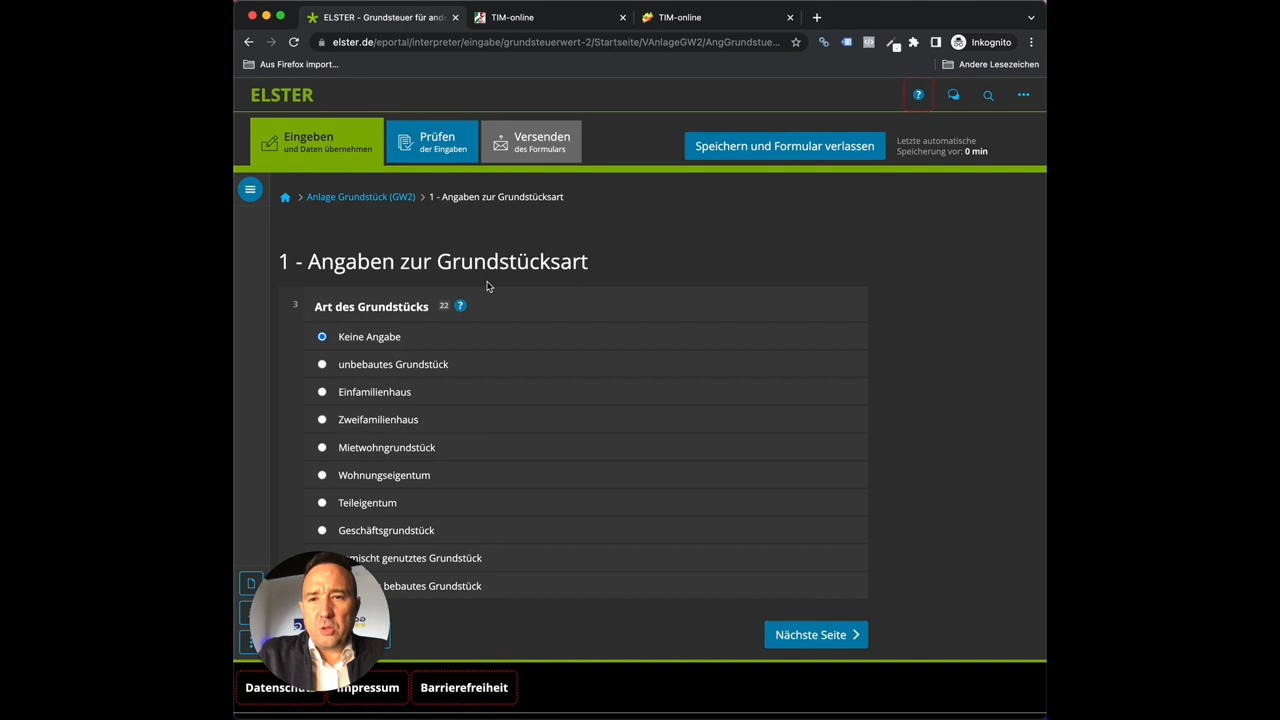 ELSTER - Grundsteuer für and
TIM-online
TIM-online
elster.de/eportal/interpreter/eingabe/grundsteuerwert-2/Startseite/VAnlageGW2/AngGrundstue...
Inkognito
Aus Firefox import...
Andere Lesezeichen
ELSTER
Eingeben
und Daten übernehmen
Prüfen
der Eingaben
Versenden
des Formulars
Speichern und Formular verlassen
Letzte automatische
Speicherung vor: 0 min
Anlage Grundstück (GW2) > 1 - Angaben zur Grundstücksart
1 - Angaben zur Grundstücksart
3 Art des Grundstücks 22 ?
Keine Angabe
unbebautes Grundstück
Einfamilienhaus
Zweifamilienhaus
Mietwohngrundstück
Wohnungseigentum
Teileigentum
Geschäftsgrundstück
mischt genutztes Grundstück
bebautes Grundstück
Nächste Seite
Datenschu
Impressum
Barrierefreiheit